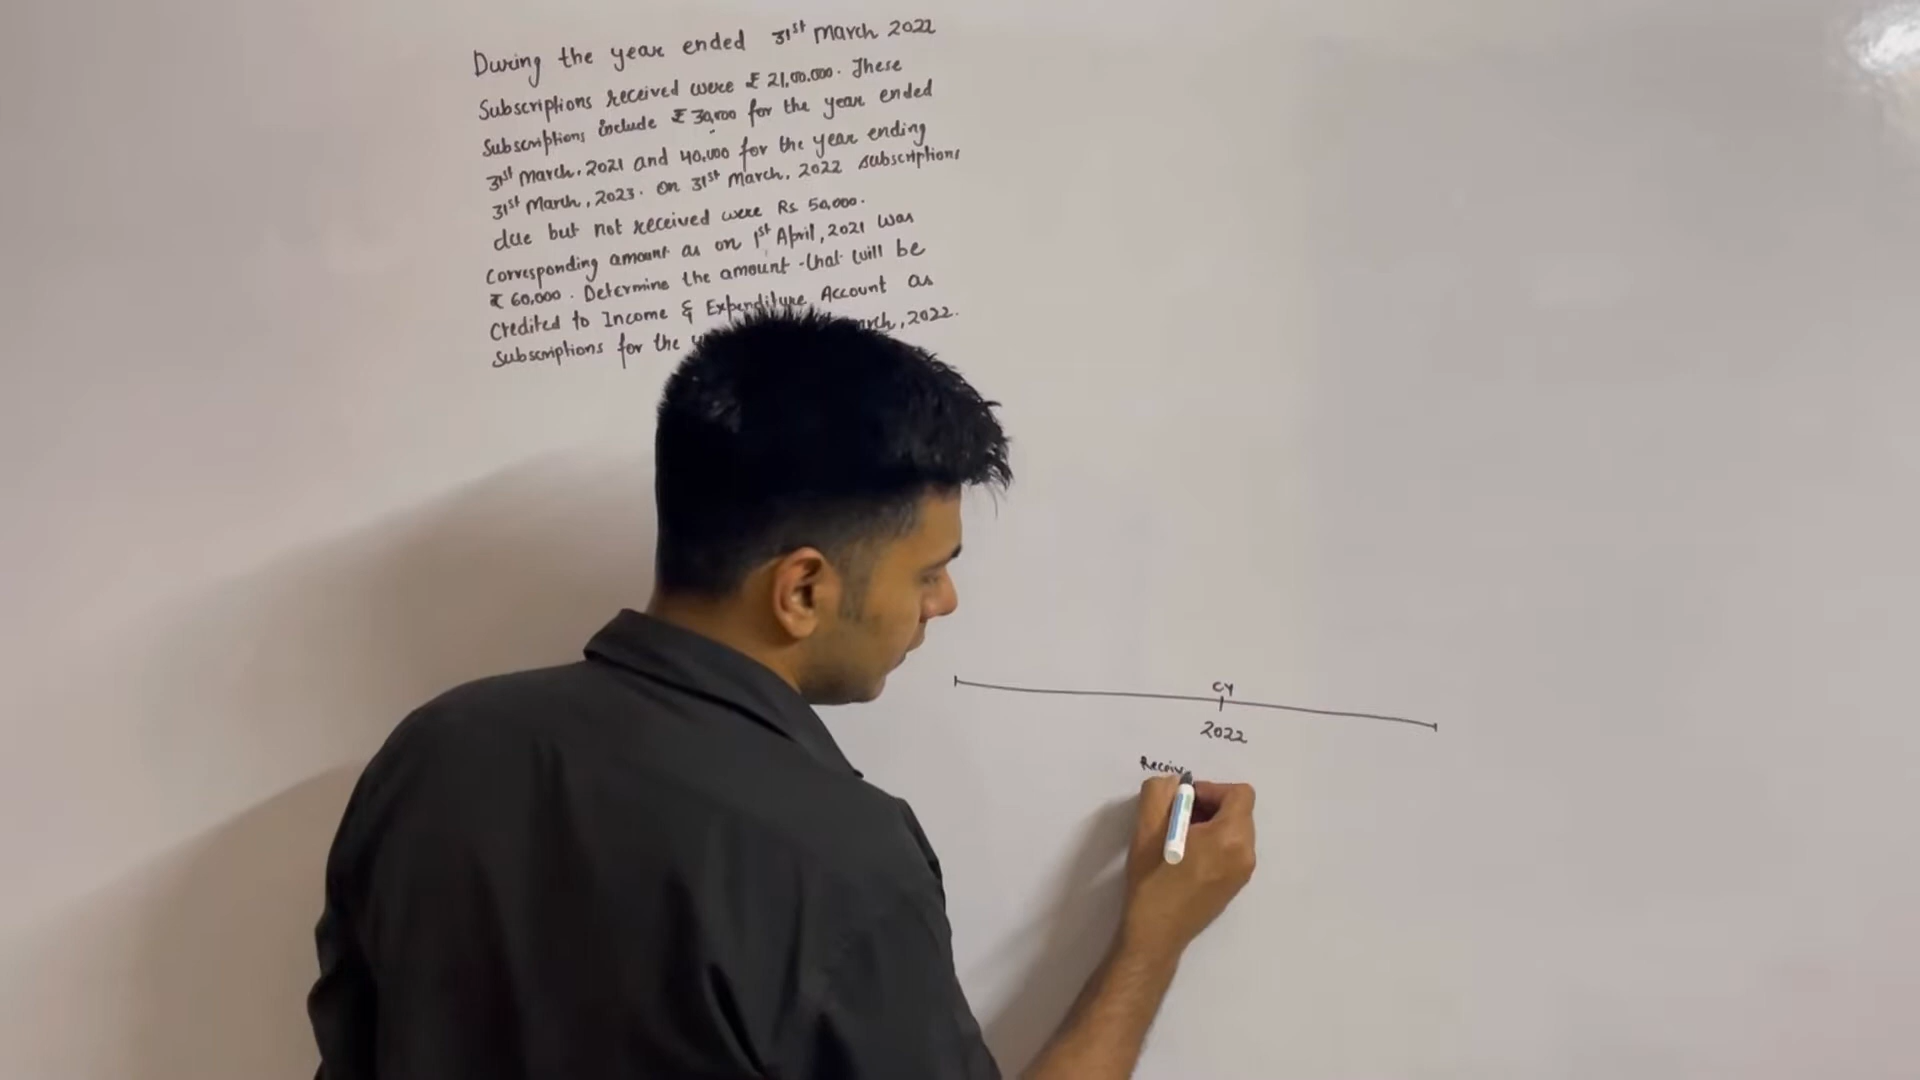 During the year ended 31st March 2022
Subscriptions received were ₹ 21,00,000. These
Subscriptions include ₹ 30,000 for the year ended
31st March, 2021 and 40,000 for the year ending
31st March, 2023. On 31st March, 2022 subscriptions
due but not received were Rs 50,000.
Corresponding amount as on 1st April, 2021 was
₹ 60,000. Determine the amount that will be
Credited to Income & Expenditure Account as
Subscriptions for the March, 2022.
CY
2022
Receiv